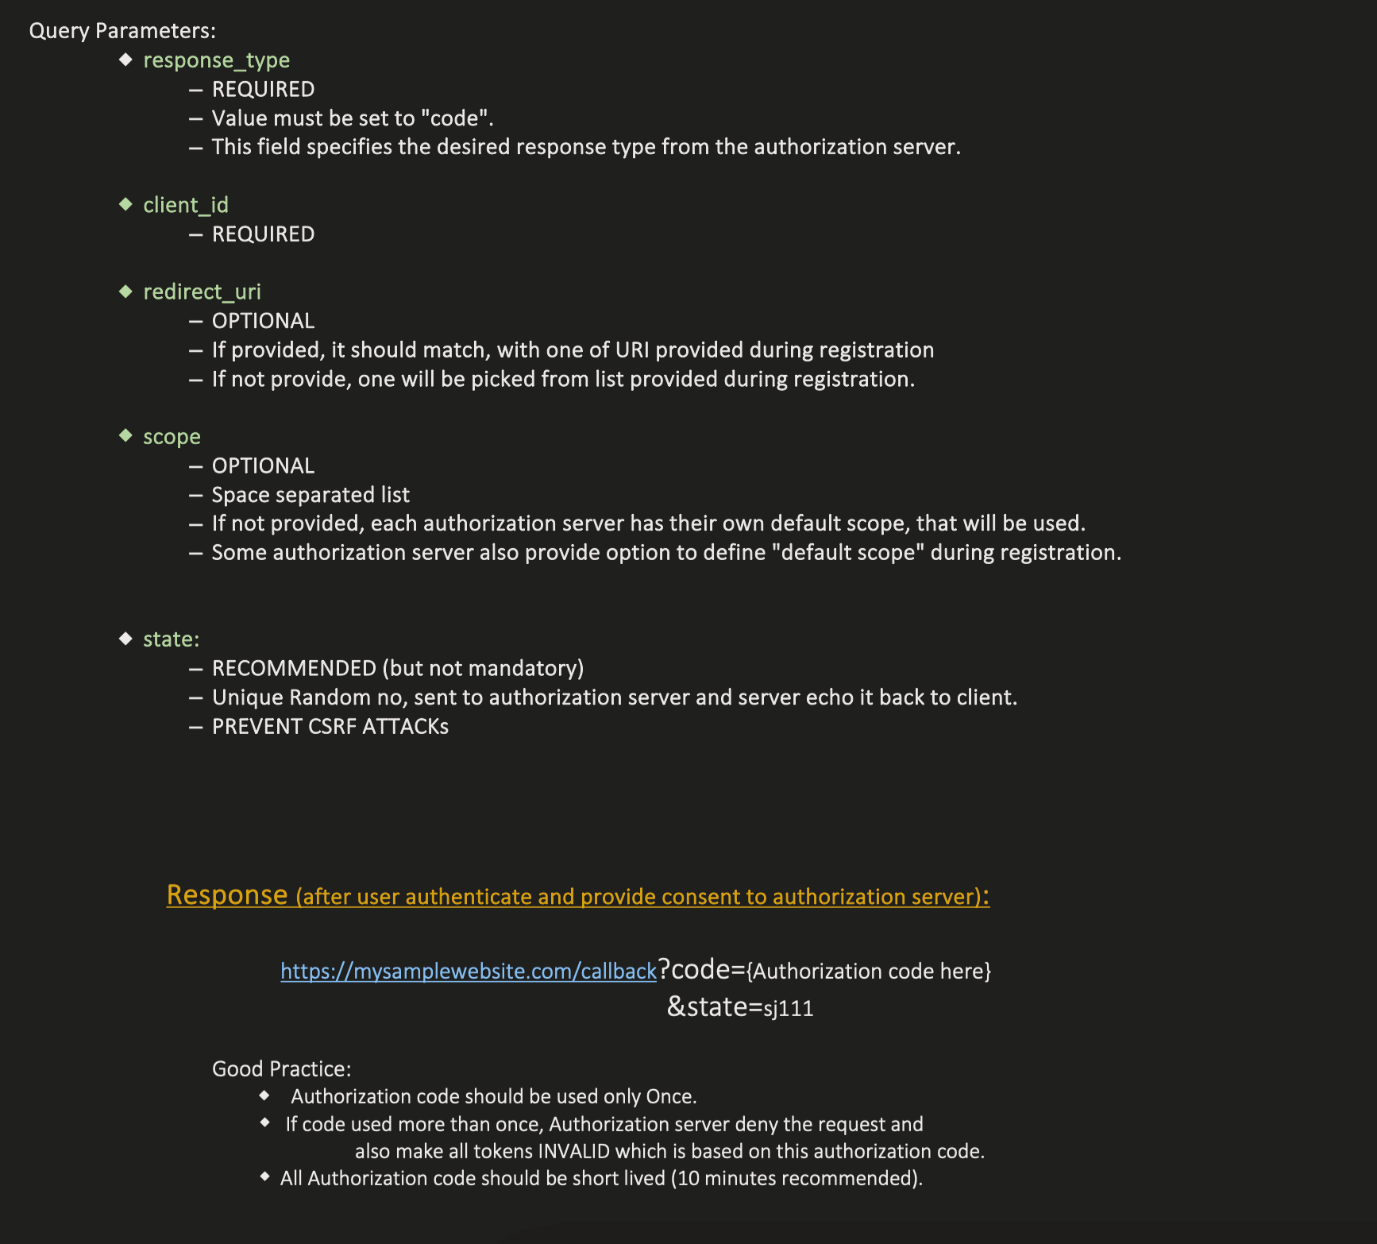 Query Parameters:
◆ response_type
– REQUIRED
– Value must be set to "code".
– This field specifies the desired response type from the authorization server.
◆ client_id
– REQUIRED
◆ redirect_uri
– OPTIONAL
– If provided, it should match, with one of URI provided during registration
– If not provide, one will be picked from list provided during registration.
◆ scope
– OPTIONAL
– Space separated list
– If not provided, each authorization server has their own default scope, that will be used.
– Some authorization server also provide option to define "default scope" during registration.
◆ state:
– RECOMMENDED (but not mandatory)
– Unique Random no, sent to authorization server and server echo it back to client.
– PREVENT CSRF ATTACKs
Response (after user authenticate and provide consent to authorization server):
https://mysamplewebsite.com/callback?code={Authorization code here}
&state=sj111
Good Practice:
◆ Authorization code should be used only Once.
◆ If code used more than once, Authorization server deny the request and
also make all tokens INVALID which is based on this authorization code.
◆ All Authorization code should be short lived (10 minutes recommended).